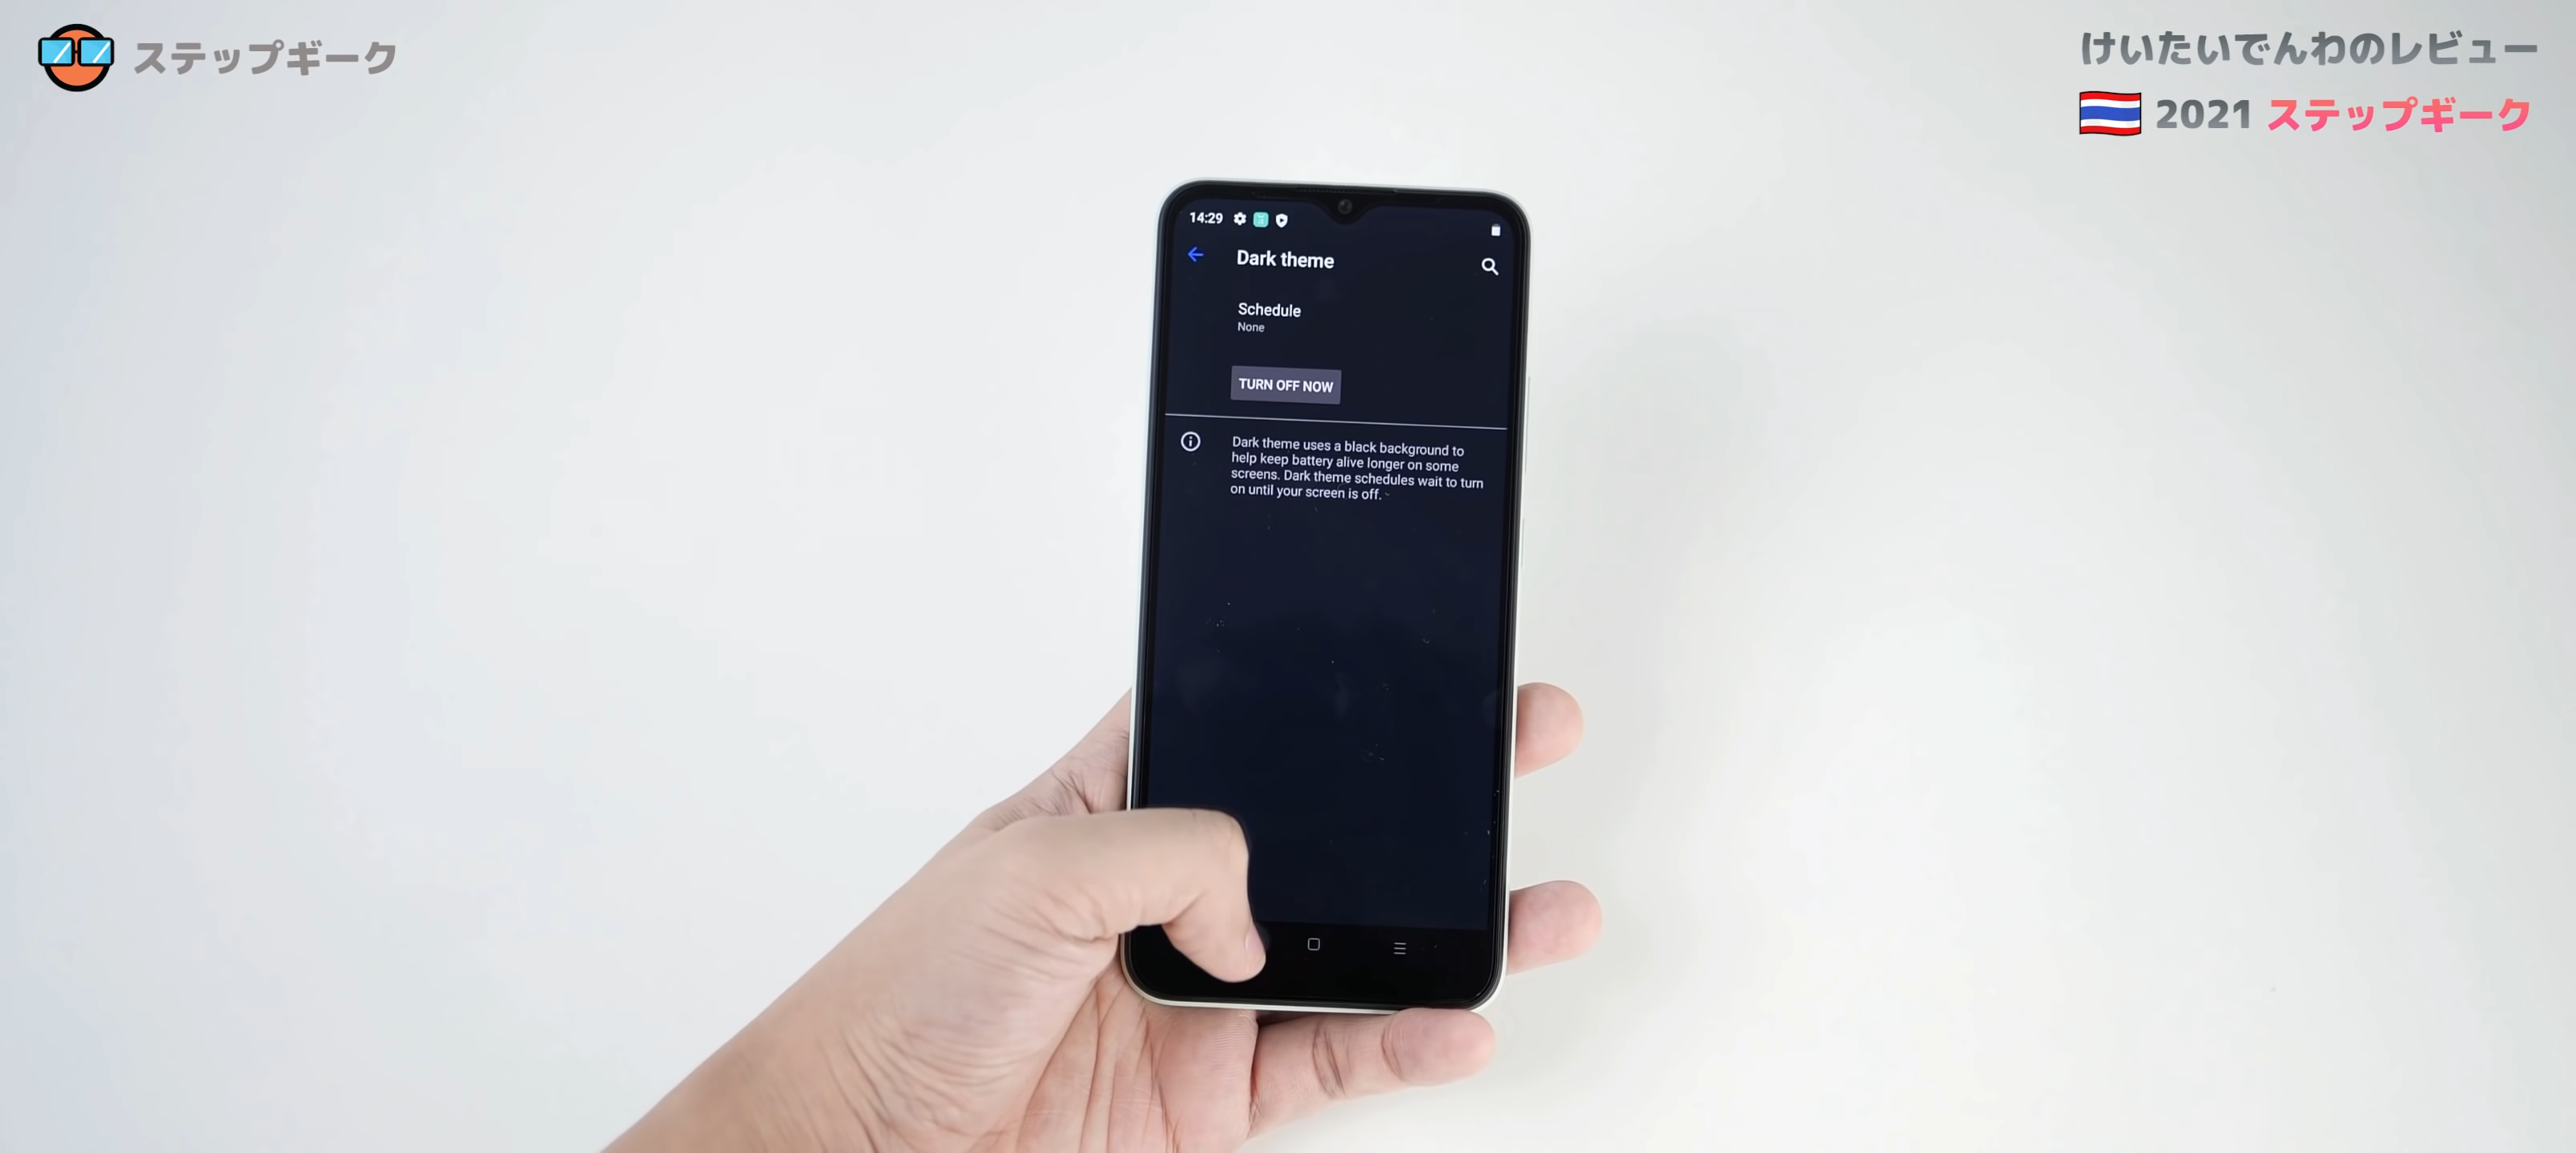 ステップギーク
けいたいでんわのレビュー
2021 ステップギーク
14:29
Dark theme
Schedule
None
TURN OFF NOW
Dark theme uses a black background to
help keep battery alive longer on some
screens. Dark theme schedules wait to turn
on until your screen is off.